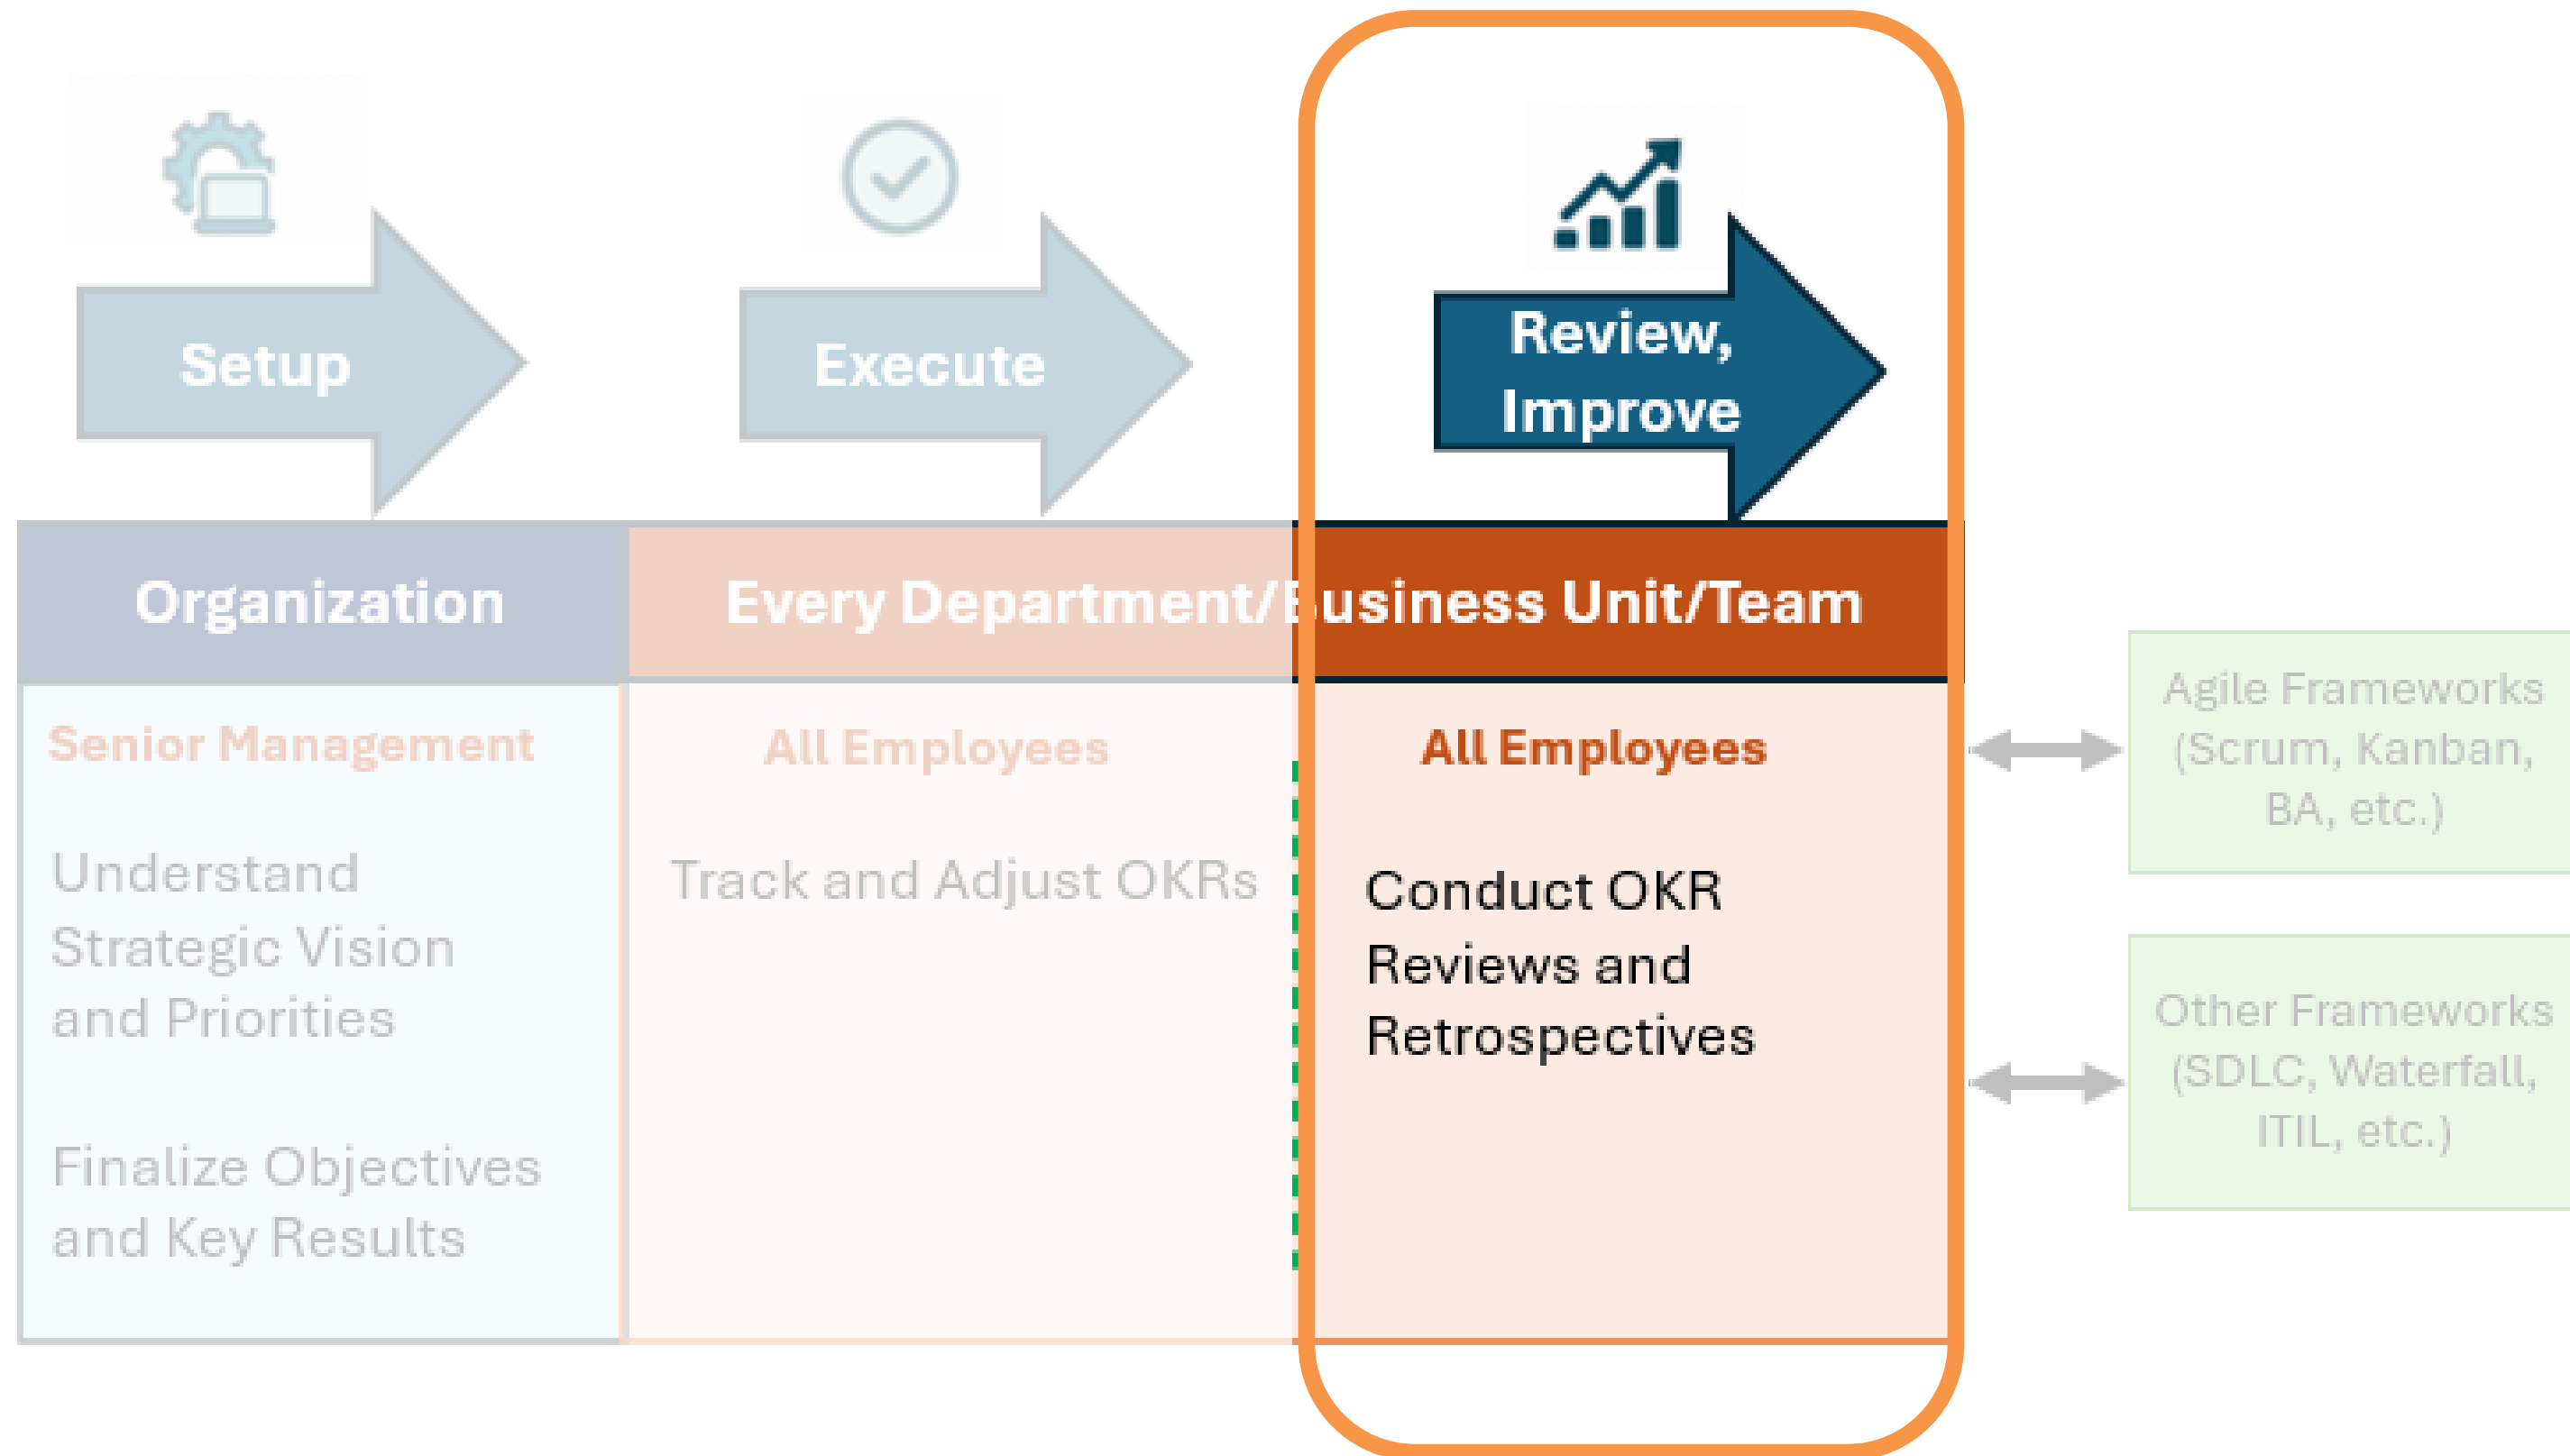 Setup
Execute
Review,
Improve
Organization
Every Department/Business Unit/Team
Senior Management
Understand
Strategic Vision
and Priorities
Finalize Objectives
and Key Results
All Employees
Track and Adjust OKRs
All Employees
Conduct OKR
Reviews and
Retrospectives
Agile Frameworks
(Scrum, Kanban,
BA, etc.)
Other Frameworks
(SDLC, Waterfall,
ITIL, etc.)